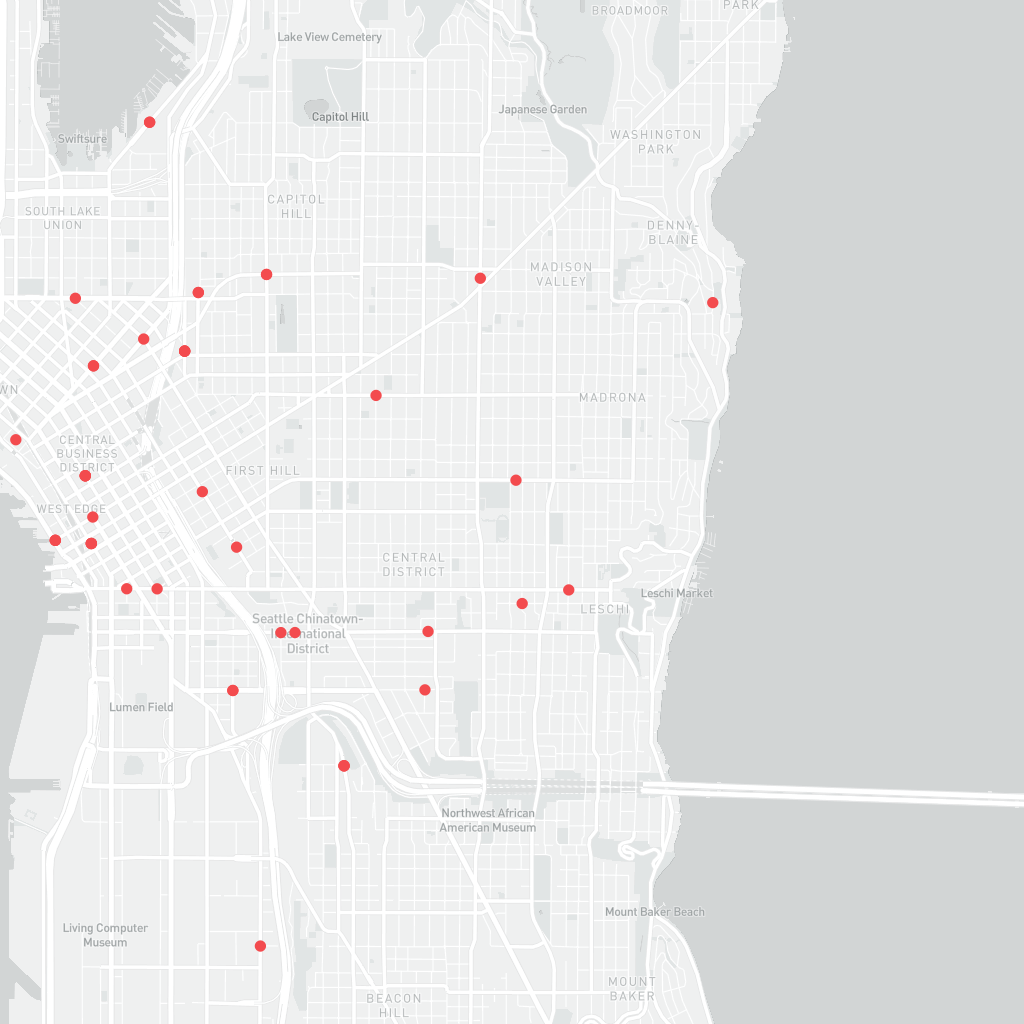 BROADMOOR
PARK
Lake View Cemetery
Japanese Garden
Capitol Hill
Swiftsure
WASHINGTON
PARK
CAPITOL
HILL
SOUTH LAKE
UNION
DENNY-
BLAINE
MADISON
VALLEY
WN
MADRONA
CENTRAL
BUSINESS
DISTRICT
FIRST HILL
WEST EDGE
CENTRAL
DISTRICT
Leschi Market
LESCHI
Seattle Chinatown-
International
District
Lumen Field
Northwest African
American Museum
Mount Baker Beach
Living Computer
Museum
MOUNT
BAKER
BEACON
HILL